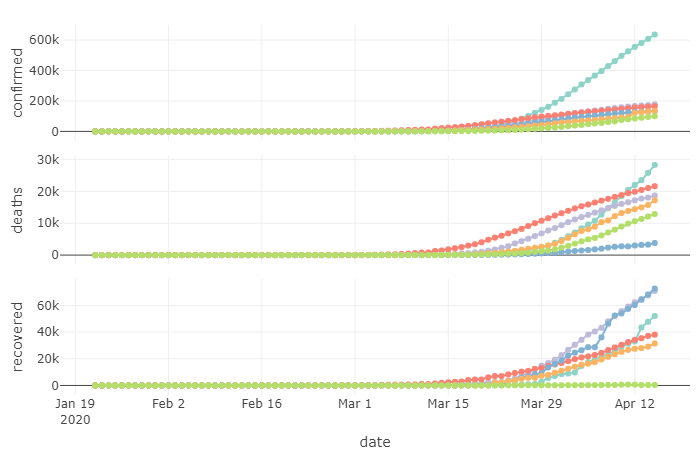 confirmed
600k
400k
200k
0
deaths
30k
20k
10k
0
recovered
60k
40k
20k
0
Jan 19 Feb 2 Feb 16 Mar 1 Mar 15 Mar 29 Apr 12
2020
date